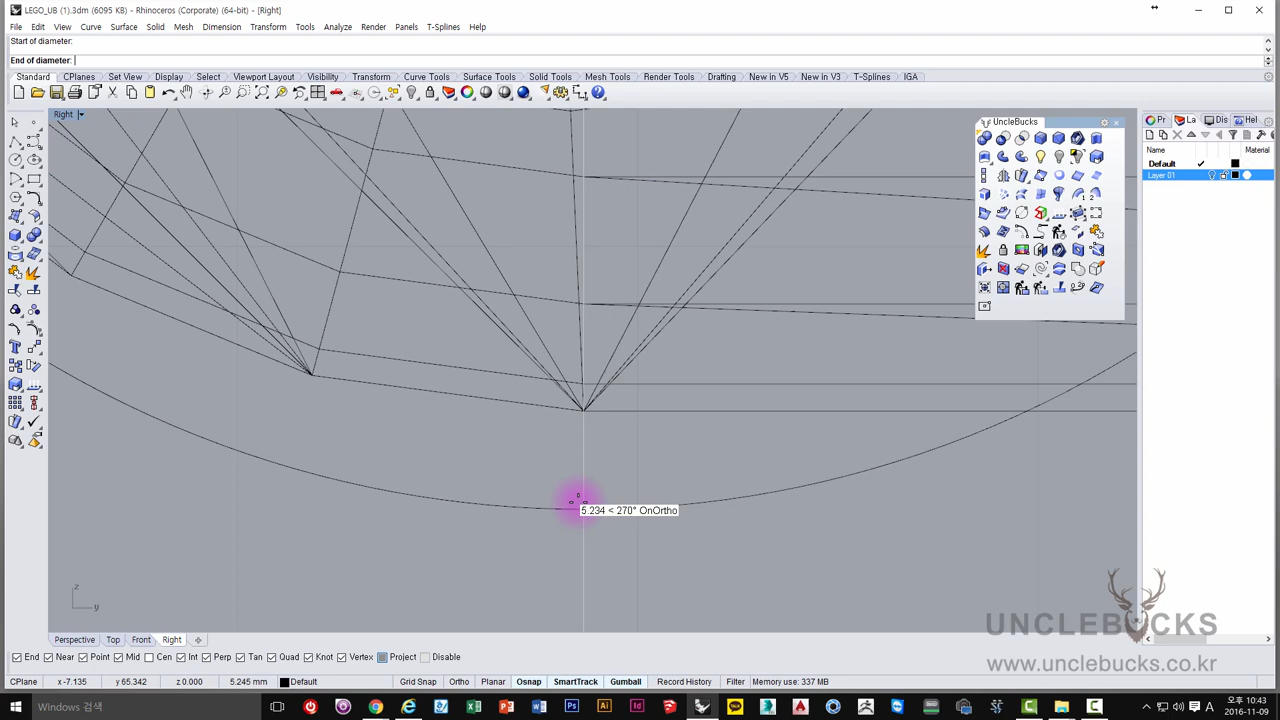 LEGO_UB (1).3dm (6095 KB) - Rhinoceros (Corporate) (64-bit) - [Right]
File Edit View Curve Surface Solid Mesh Dimension Transform Tools Analyze Render Panels T-Splines Help
Start of diameter:
End of diameter:
Standard CPlanes Set View Display Select Viewport Layout Visibility Transform Curve Tools Surface Tools Solid Tools Mesh Tools Render Tools Drafting New in V5 New in V3 T-Splines IGA
Right
UncleBucks
Pr La Dis Hel
Name Material
Default
Layer 01
5.234 < 270° OnOrtho
z
y
UNCLEBUCKS
www.unclebucks.co.kr
Perspective Top Front Right
End Near Point Mid Cen Int Perp Tan Quad Knot Vertex Project Disable
CPlane x -7.135 y 65.342 z 0.000 5.245 mm Default Grid Snap Ortho Planar Osnap SmartTrack Gumball Record History Filter Memory use: 337 MB
Windows 검색
A 오후 10:43
2016-11-09